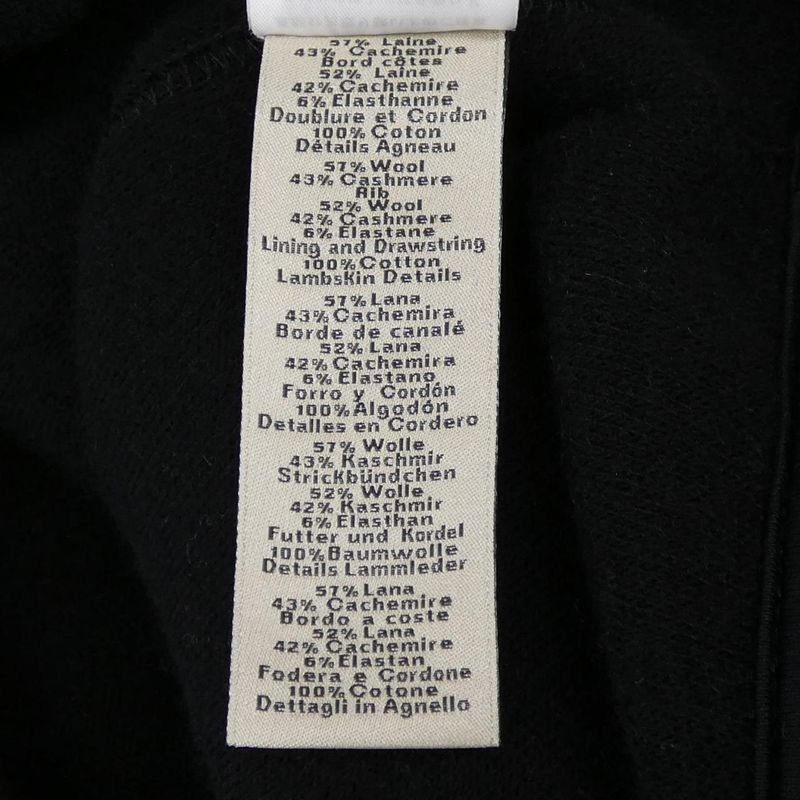 57% Laine
43% Cachemire
Bord côtes
52% Laine
42% Cachemire
6% Elasthanne
Doublure et Cordon
100% Coton
Détails Agneau
57% Wool
43% Cashmere
Rib
52% Wool
42% Cashmere
6% Elastane
Lining and Drawstring
100% Cotton
Lambskin Details
57% Lana
43% Cachemira
Borde de canalé
52% Lana
42% Cachemira
6% Elastano
Forro y Cordón
100% Algodón
Detalles en Cordero
57% Wolle
43% Kaschmir
Strickbündchen
52% Wolle
42% Kaschmir
6% Elasthan
Futter und Kordel
100% Baumwolle
Details Lammleder
57% Lana
43% Cachemire
Bordo a coste
52% Lana
42% Cachemire
6% Elastan
Fodera e Cordone
100% Cotone
Dettagli in Agnello